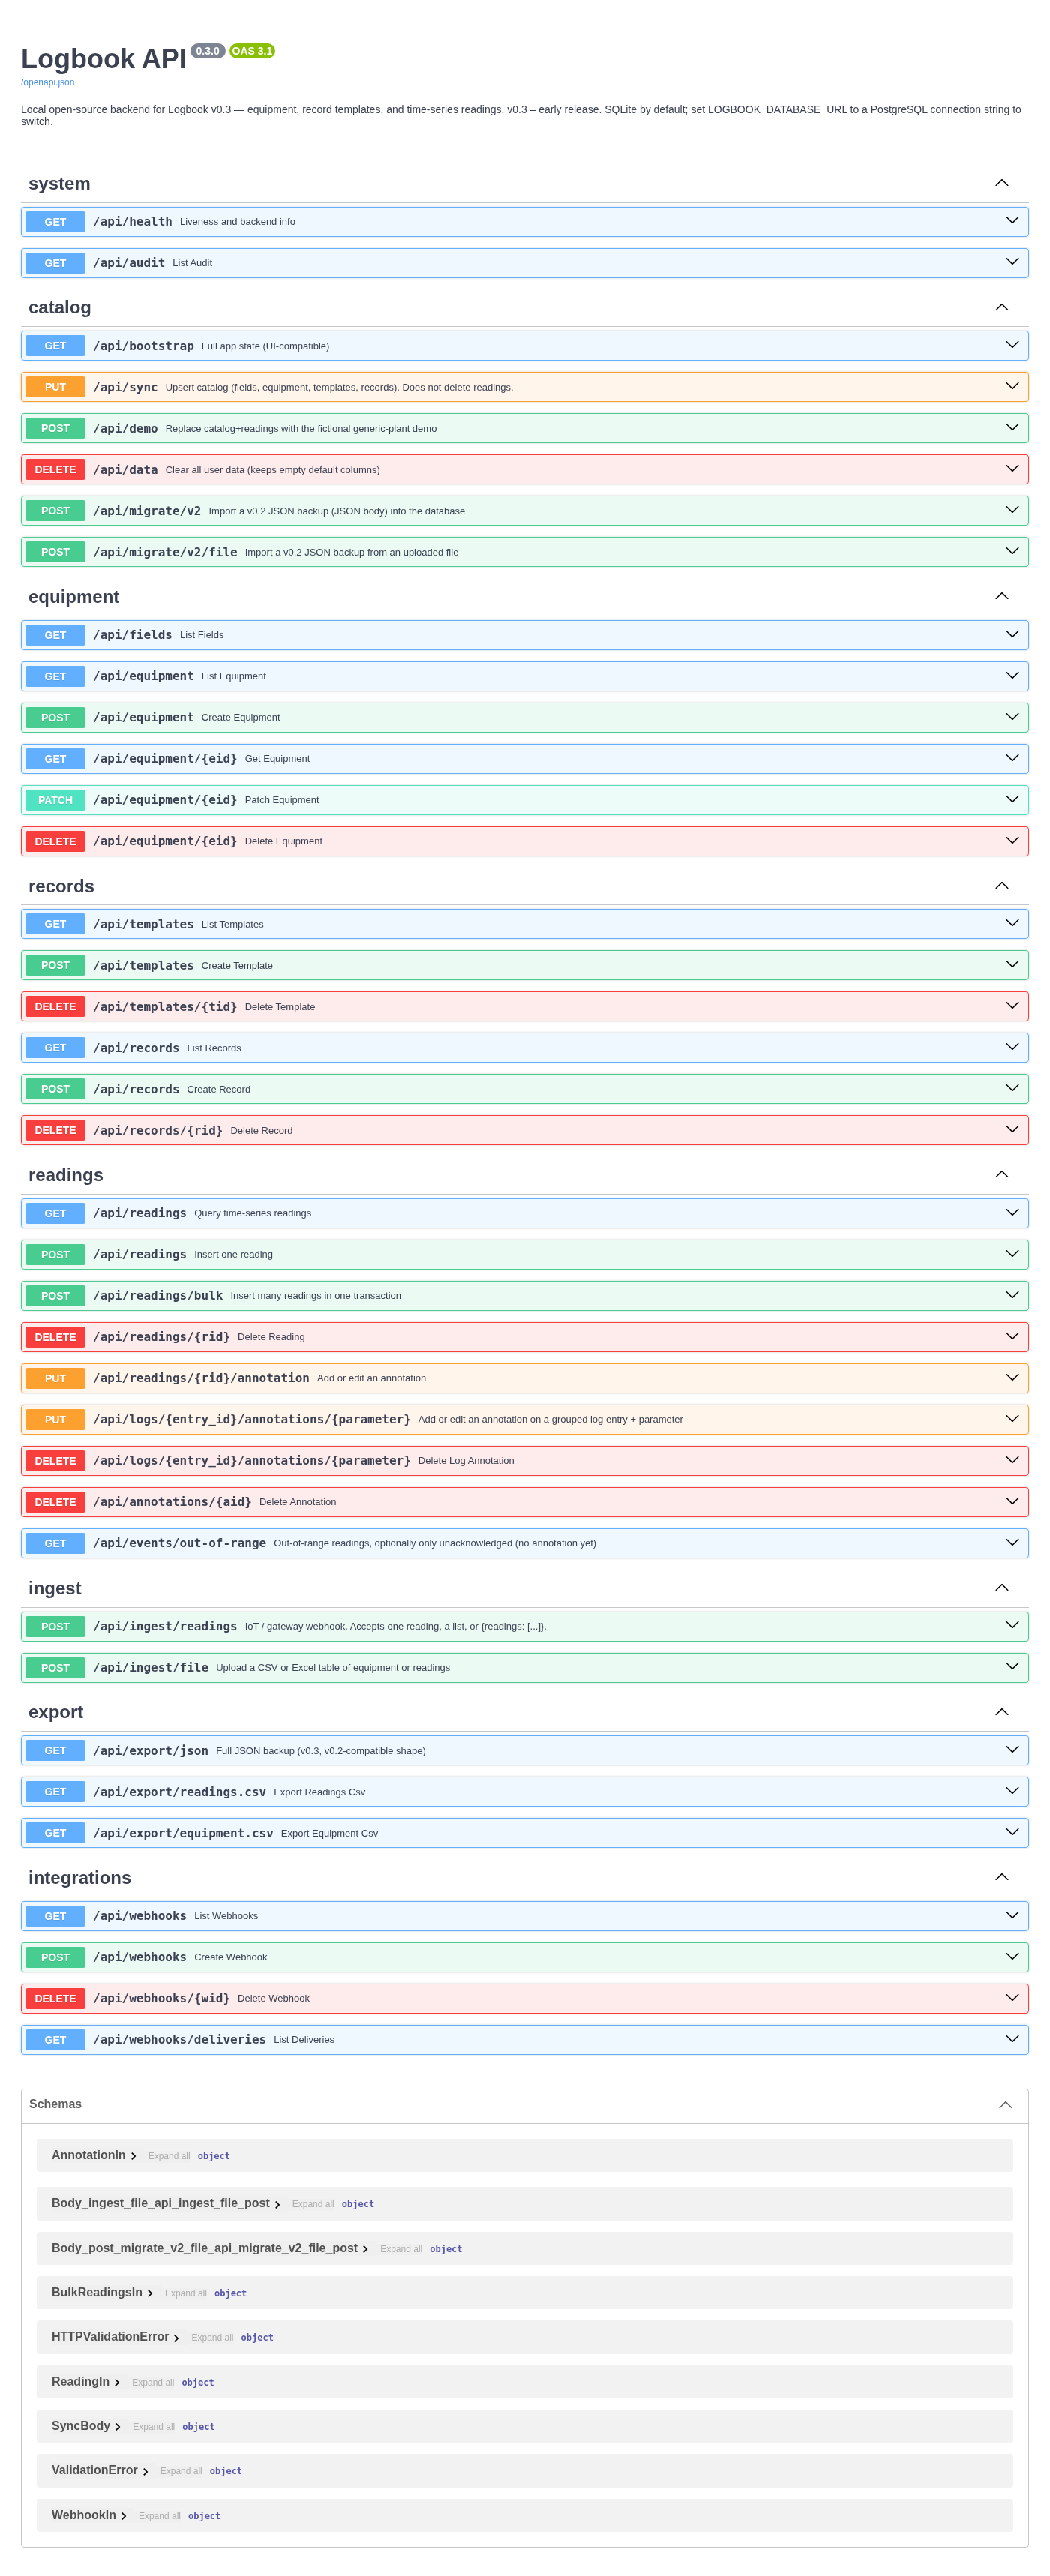 Logbook API 0.3.0 OAS 3.1
/openapi.json
Local open-source backend for Logbook v0.3 — equipment, record templates, and time-series readings. v0.3 – early release. SQLite by default; set LOGBOOK_DATABASE_URL to a PostgreSQL connection string to
switch.
system
GET /api/health Liveness and backend info
GET /api/audit List Audit
catalog
GET /api/bootstrap Full app state (UI-compatible)
PUT /api/sync Upsert catalog (fields, equipment, templates, records). Does not delete readings.
POST /api/demo Replace catalog+readings with the fictional generic-plant demo
DELETE /api/data Clear all user data (keeps empty default columns)
POST /api/migrate/v2 Import a v0.2 JSON backup (JSON body) into the database
POST /api/migrate/v2/file Import a v0.2 JSON backup from an uploaded file
equipment
GET /api/fields List Fields
GET /api/equipment List Equipment
POST /api/equipment Create Equipment
GET /api/equipment/{eid} Get Equipment
PATCH /api/equipment/{eid} Patch Equipment
DELETE /api/equipment/{eid} Delete Equipment
records
GET /api/templates List Templates
POST /api/templates Create Template
DELETE /api/templates/{tid} Delete Template
GET /api/records List Records
POST /api/records Create Record
DELETE /api/records/{rid} Delete Record
readings
GET /api/readings Query time-series readings
POST /api/readings Insert one reading
POST /api/readings/bulk Insert many readings in one transaction
DELETE /api/readings/{rid} Delete Reading
PUT /api/readings/{rid}/annotation Add or edit an annotation
PUT /api/logs/{entry_id}/annotations/{parameter} Add or edit an annotation on a grouped log entry + parameter
DELETE /api/logs/{entry_id}/annotations/{parameter} Delete Log Annotation
DELETE /api/annotations/{aid} Delete Annotation
GET /api/events/out-of-range Out-of-range readings, optionally only unacknowledged (no annotation yet)
ingest
POST /api/ingest/readings IoT / gateway webhook. Accepts one reading, a list, or {readings: [...]}.
POST /api/ingest/file Upload a CSV or Excel table of equipment or readings
export
GET /api/export/json Full JSON backup (v0.3, v0.2-compatible shape)
GET /api/export/readings.csv Export Readings Csv
GET /api/export/equipment.csv Export Equipment Csv
integrations
GET /api/webhooks List Webhooks
POST /api/webhooks Create Webhook
DELETE /api/webhooks/{wid} Delete Webhook
GET /api/webhooks/deliveries List Deliveries
Schemas
AnnotationIn Expand all object
Body_ingest_file_api_ingest_file_post Expand all object
Body_post_migrate_v2_file_api_migrate_v2_file_post Expand all object
BulkReadingsIn Expand all object
HTTPValidationError Expand all object
ReadingIn Expand all object
SyncBody Expand all object
ValidationError Expand all object
WebhookIn Expand all object